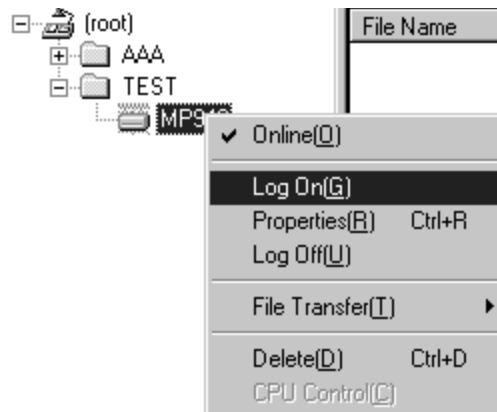 (root)
File Name
AAA
TEST
Online(O)
Log On(G)
Properties(R) Ctrl+R
Log Off(U)
File Transfer(T)
Delete(D) Ctrl+D
CPU Control(C)